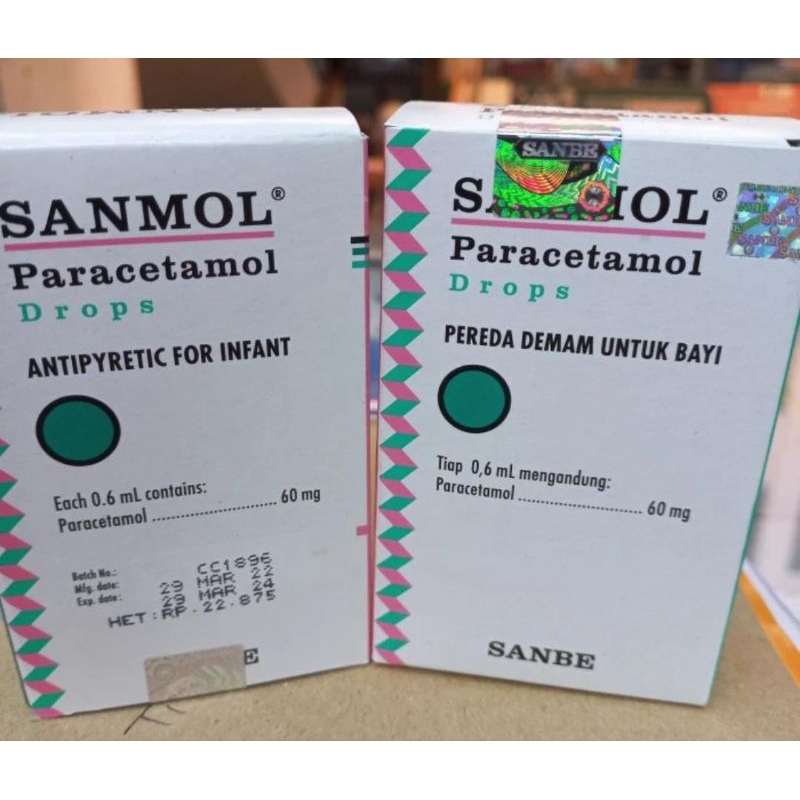 SANMOL®
Paracetamol
Drops
ANTIPYRETIC FOR INFANT
Each 0.6 mL contains:
Paracetamol .......................... 60 mg
Batch No.: CC1896
Mfg. date: 29 MAR 22
Exp. date: 29 MAR 24
HET : RP. 22.875
SANBE
OL®
Paracetamol
Drops
PEREDA DEMAM UNTUK BAYI
Tiap 0,6 mL mengandung:
Paracetamol .......................... 60 mg
SANBE